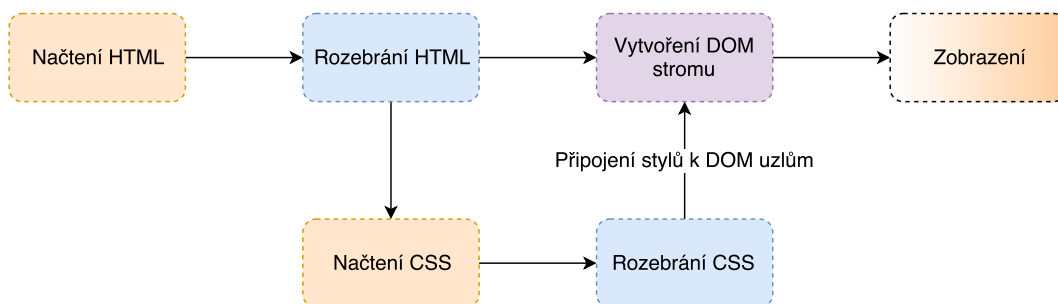 Načtení HTML
Rozebrání HTML
Vytvoření DOM
stromu
Zobrazení
Připojení stylů k DOM uzlům
Načtení CSS
Rozebrání CSS